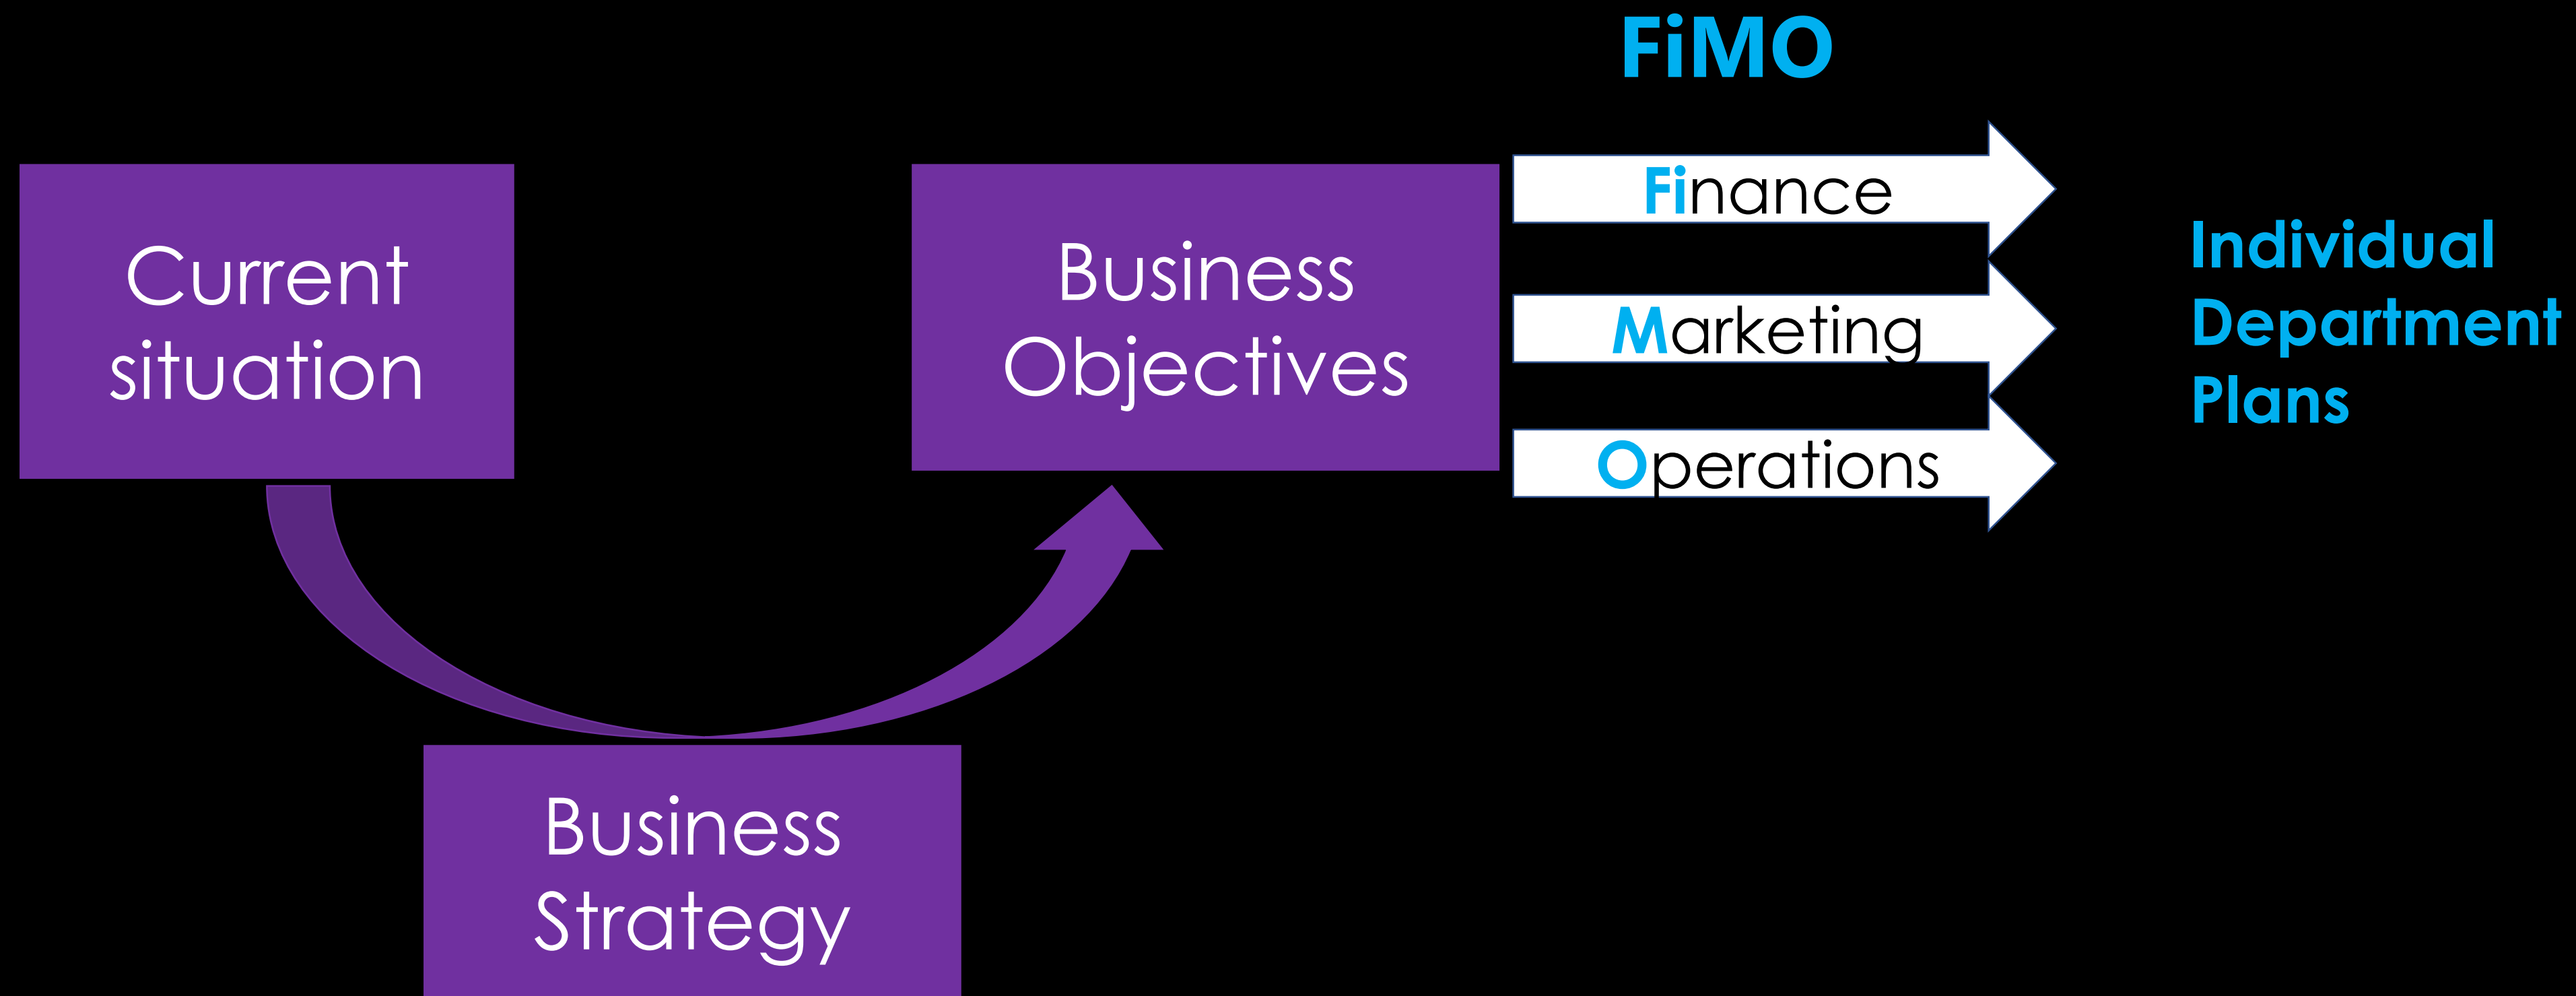 FiMO
Current
situation
Business
Objectives
Finance
Marketing
Operations
Individual
Department
Plans
Business
Strategy